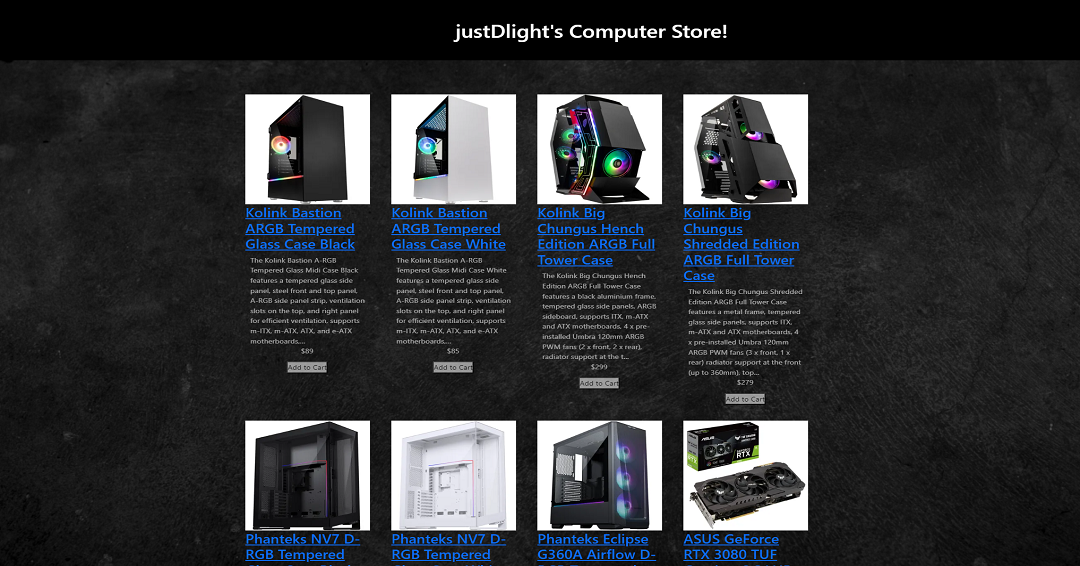 justDlight's Computer Store!
Kolink Bastion
ARGB Tempered
Glass Case Black
The Kolink Bastion A-RGB
Tempered Glass Midi Case Black
features a tempered glass side
panel, steel front and top panel,
A-RGB side panel strip, ventilation
slots on the top, and right panel
for efficient ventilation, supports
m-ITX, m-ATX, ATX, and e-ATX
motherboards,...
$89
Add to Cart
Kolink Bastion
ARGB Tempered
Glass Case White
The Kolink Bastion A-RGB
Tempered Glass Midi Case White
features a tempered glass side
panel, steel front and top panel,
A-RGB side panel strip, ventilation
slots on the top, and right panel
for efficient ventilation, supports
m-ITX, m-ATX, ATX, and e-ATX
motherboards,...
$85
Add to Cart
Kolink Big
Chungus Hench
Edition ARGB Full
Tower Case
The Kolink Big Chungus Hench
Edition ARGB Full Tower Case
features a black aluminium frame,
tempered glass side panels, ARGB
sideboard, supports ITX, m-ATX
and ATX motherboards, 4 x pre-
installed Umbra 120mm ARGB
PWM fans (2 x front, 2 x rear),
radiator support at the t...
$299
Add to Cart
Kolink Big
Chungus
Shredded Edition
ARGB Full Tower
Case
The Kolink Big Chungus Shredded
Edition ARGB Full Tower Case
features a metal frame, tempered
glass side panels, supports ITX,
m-ATX and ATX motherboards, 4
x pre-installed Umbra 120mm
ARGB PWM fans (3 x front, 1 x
rear) radiator support at the front
(up to 360mm), top...
$279
Add to Cart
Phanteks NV7 D-
RGB Tempered
Phanteks NV7 D-
RGB Tempered
Phanteks Eclipse
G360A Airflow D-
ASUS
RTX
ASUS GeForce
RTX 3080 TUF